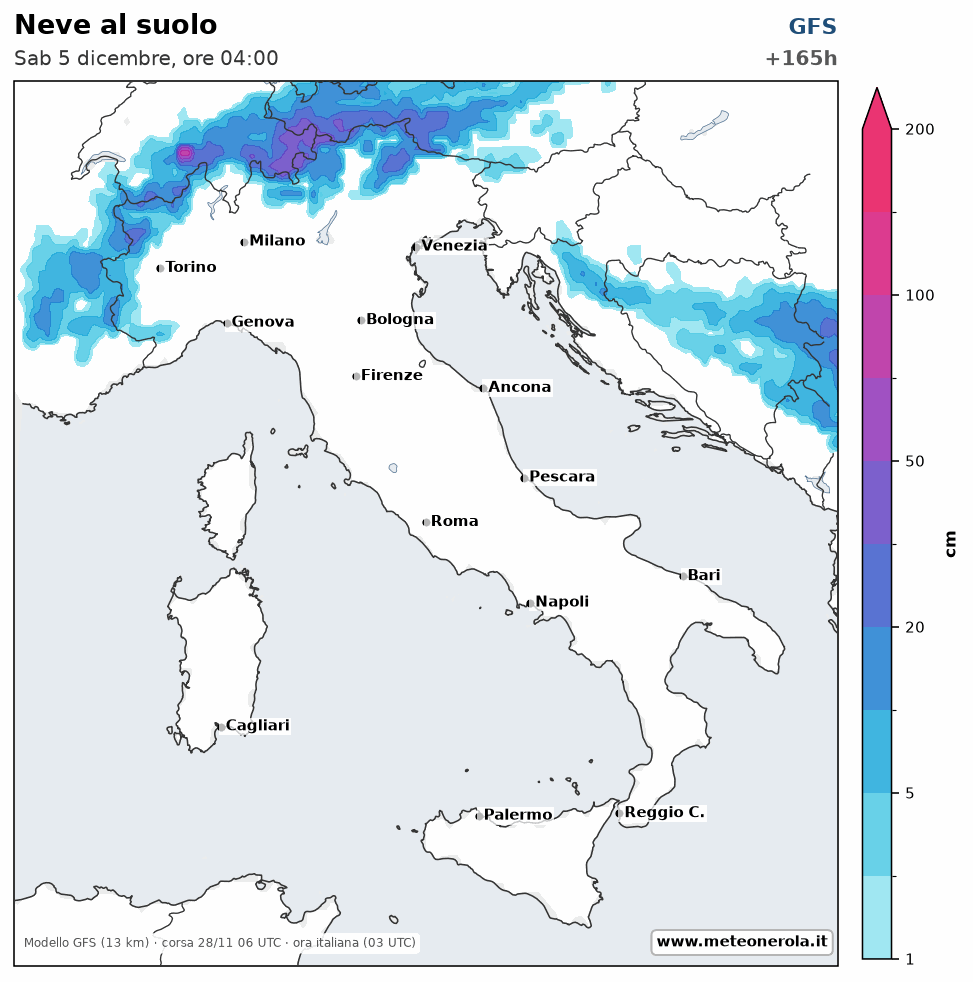 Neve al suolo
GFS
Sab 5 dicembre, ore 04:00
+165h
200
100
50
20
5
1
cm
Milano
Venezia
Torino
Genova
Bologna
Firenze
Ancona
Pescara
Roma
Bari
Napoli
Cagliari
Palermo
Reggio C.
Modello GFS (13 km) · corsa 28/11 06 UTC · ora italiana (03 UTC)
www.meteonerola.it